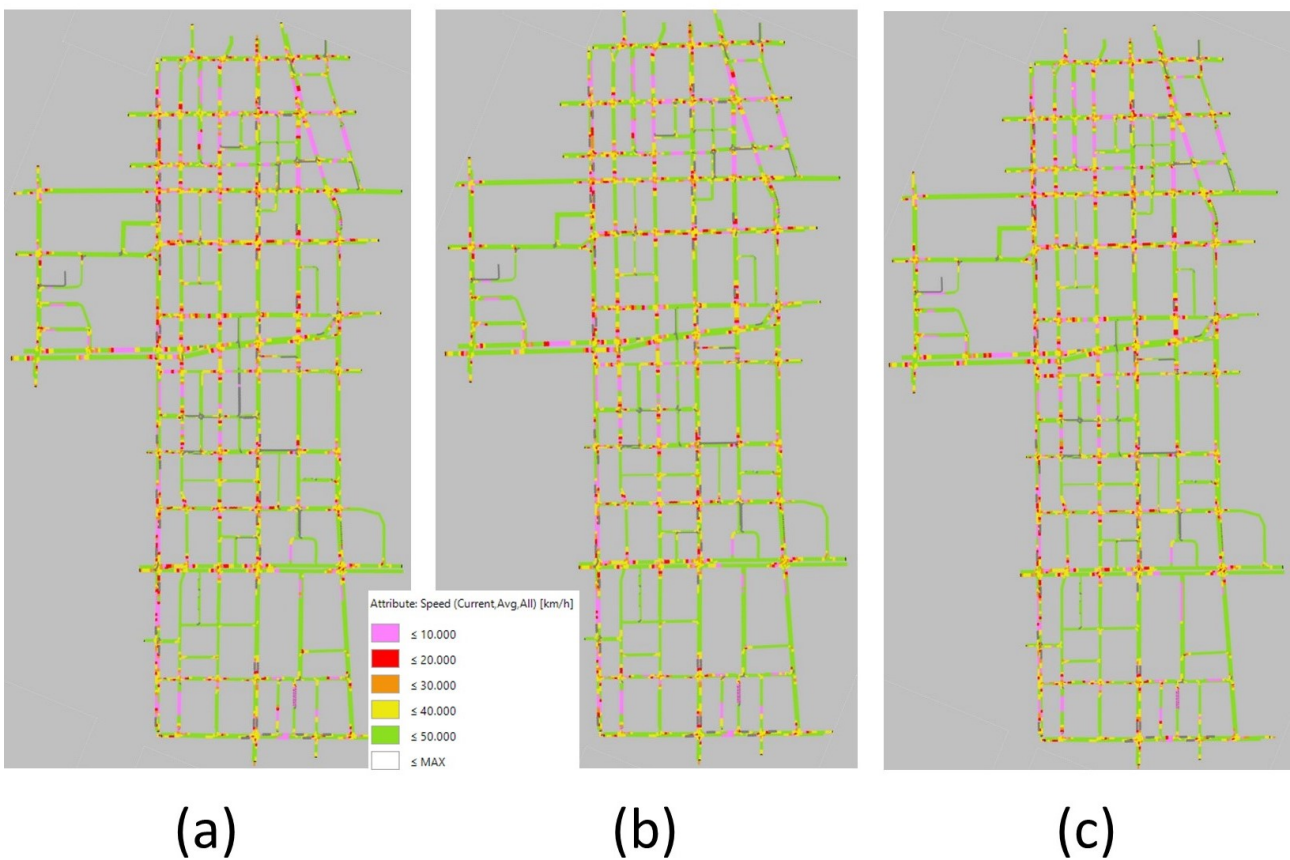 Attribute: Speed (Current,Avg,All) [km/h]
≤ 10.000
≤ 20.000
≤ 30.000
≤ 40.000
≤ 50.000
≤ MAX
(a)
(b)
(c)